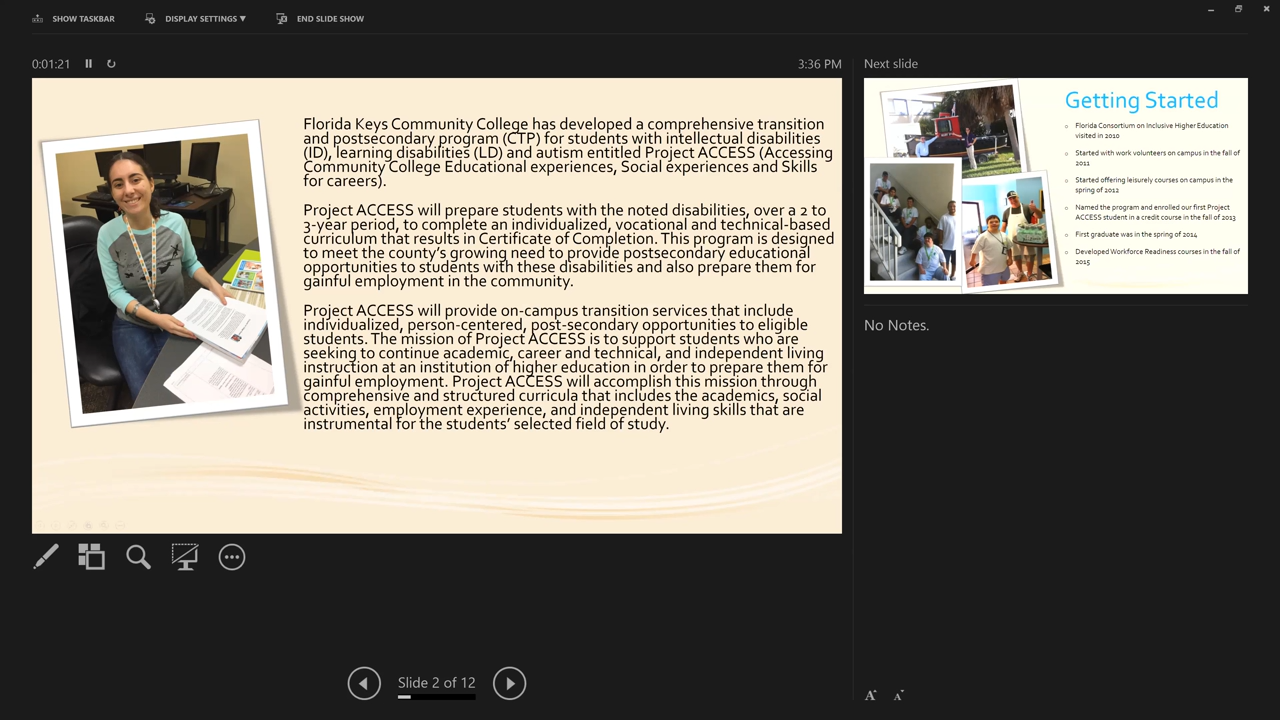 SHOW TASKBAR
DISPLAY SETTINGS ▼
END SLIDE SHOW
0:01:21
3:36 PM
Florida Keys Community College has developed a comprehensive transition
and postsecondary program (CTP) for students with intellectual disabilities
(ID), learning disabilities (LD) and autism entitled Project ACCESS (Accessing
Community College Educational experiences, Social experiences and Skills
for careers).
Project ACCESS will prepare students with the noted disabilities, over a 2 to
3-year period, to complete an individualized, vocational and technical-based
curriculum that results in Certificate of Completion. This program is designed
to meet the county's growing need to provide postsecondary educational
opportunities to students with these disabilities and also prepare them for
gainful employment in the community.
Project ACCESS will provide on-campus transition services that include
individualized, person-centered, post-secondary opportunities to eligible
students. The mission of Project ACCESS is to support students who are
seeking to continue academic, career and technical, and independent living
instruction at an institution of higher education in order to prepare them for
gainful employment. Project ACCESS will accomplish this mission through
comprehensive and structured curricula that includes the academics, social
activities, employment experience, and independent living skills that are
instrumental for the students' selected field of study.
Slide 2 of 12
Next slide
Getting Started
Florida Consortium on Inclusive Higher Education
visited in 2010
Started with work volunteers on campus in the fall of
2011
Started offering leisurely courses on campus in the
spring of 2012
Named the program and enrolled our first Project
ACCESS student in a credit course in the fall of 2013
First graduate was in the spring of 2014
Developed Workforce Readiness courses in the fall of
2015
No Notes.
A A